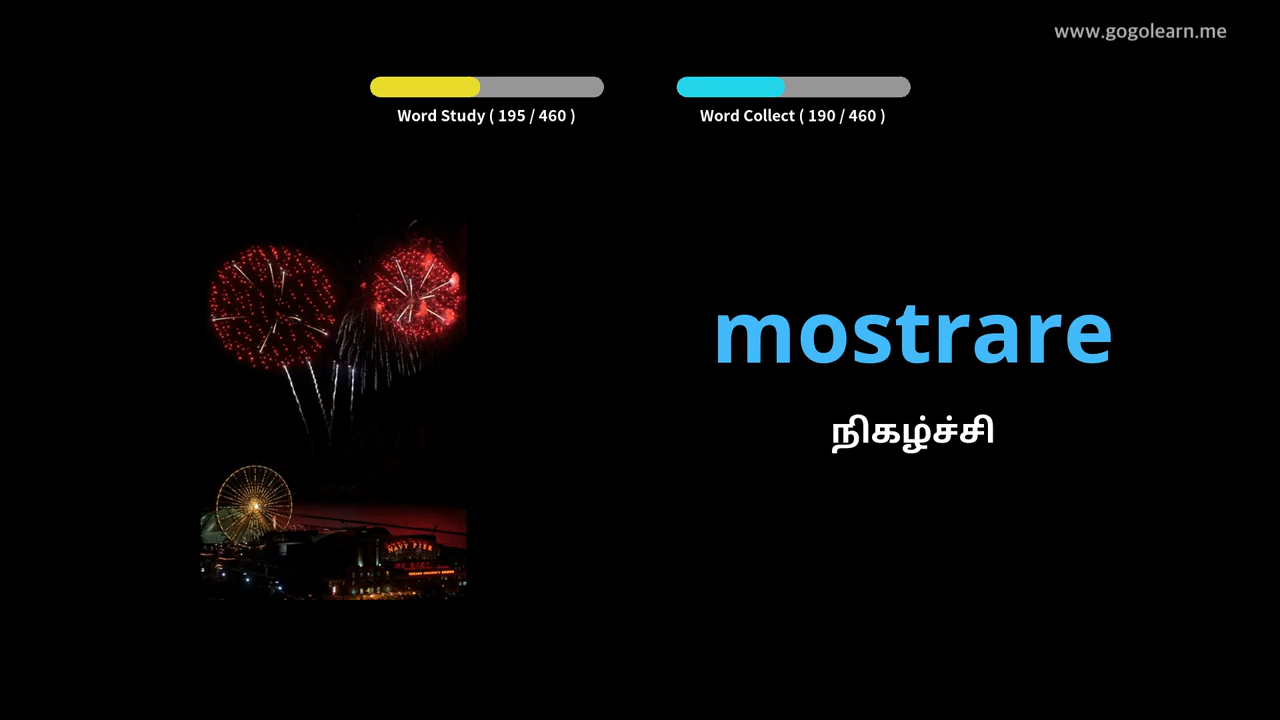 www.gogolearn.me
Word Study ( 195 / 460 )
Word Collect ( 190 / 460 )
mostrare
நிகழ்ச்சி
NAVY PIER